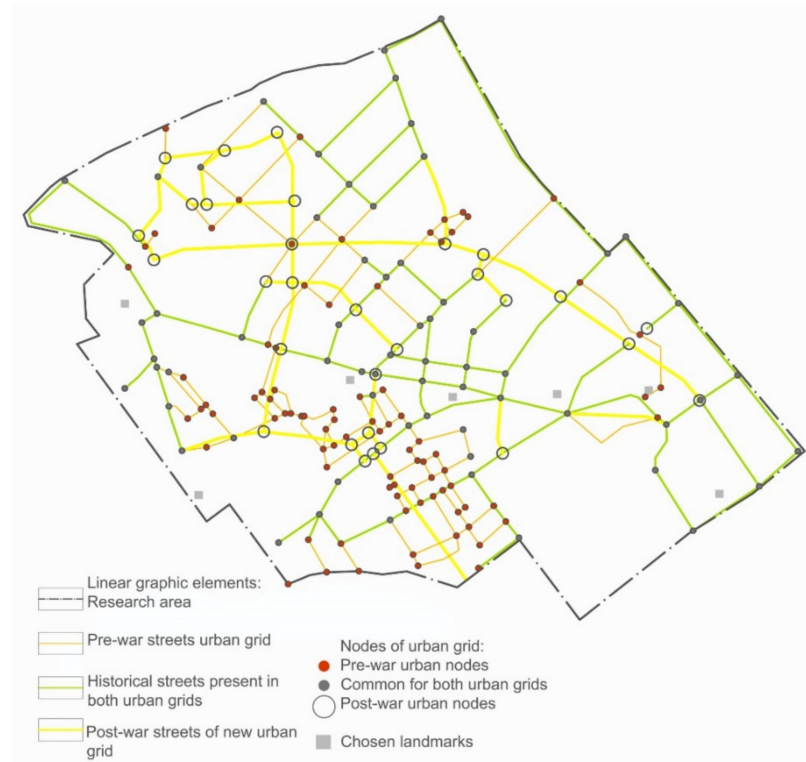 Linear graphic elements:
Research area
Pre-war streets urban grid
Historical streets present in
both urban grids
Post-war streets of new urban
grid
Nodes of urban grid:
Pre-war urban nodes
Common for both urban grids
Post-war urban nodes
Chosen landmarks